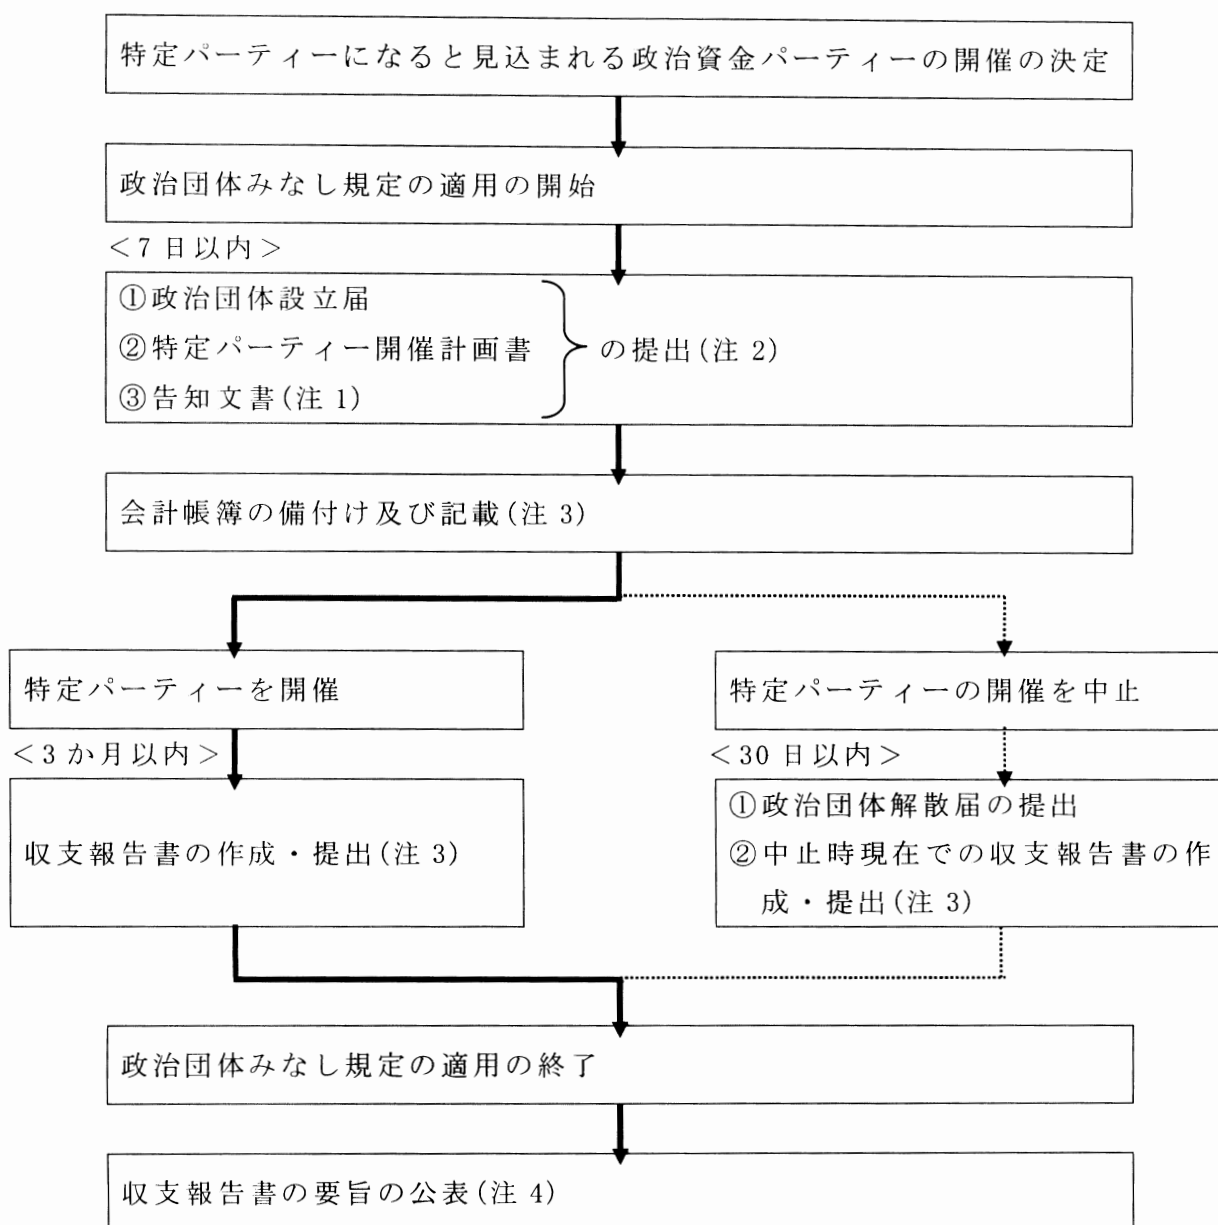 特定パーティーになると見込まれる政治資金パーティーの開催の決定
政治団体みなし規定の適用の開始
＜7日以内＞
①政治団体設立届
②特定パーティー開催計画書
③告知文書(注 1)
の提出(注 2)
会計帳簿の備付け及び記載(注 3)
特定パーティーを開催
＜3か月以内＞
収支報告書の作成・提出(注 3)
特定パーティーの開催を中止
＜30日以内＞
①政治団体解散届の提出
②中止時現在での収支報告書の作
成・提出(注 3)
政治団体みなし規定の適用の終了
収支報告書の要旨の公表(注 4)